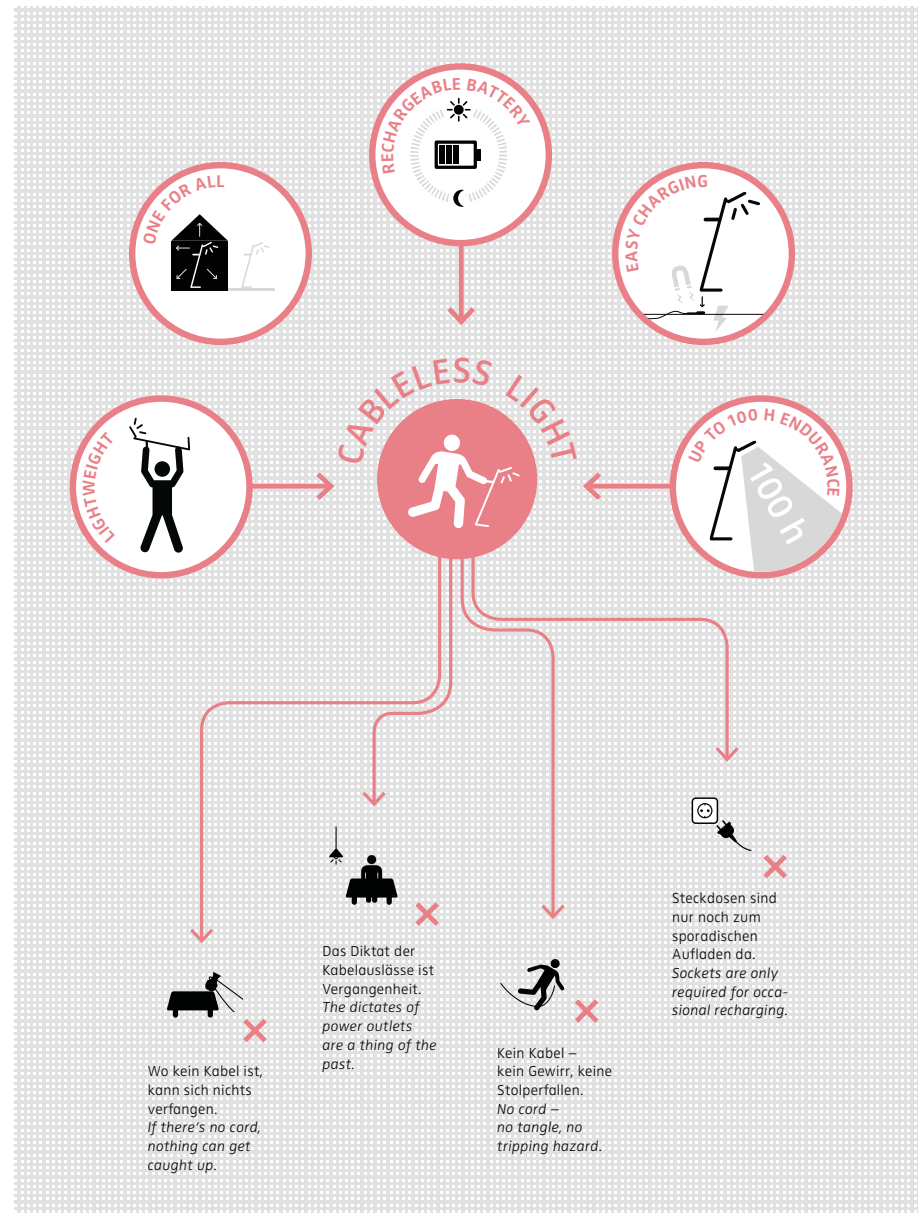 RECHARGEABLE BATTERY
ONE FOR ALL
EASY CHARGING
CABLELESS LIGHT
LIGHTWEIGHT
UP TO 100 H ENDURANCE
100 h
Steckdosen sind
nur noch zum
sporadischen
Aufladen da.
Sockets are only
required for occa-
sional recharging.
Das Diktat der
Kabelauslässe ist
Vergangenheit.
The dictates of
power outlets
are a thing of the
past.
Kein Kabel –
kein Gewirr, keine
Stolperfallen.
No cord –
no tangle, no
tripping hazard.
Wo kein Kabel ist,
kann sich nichts
verfangen.
If there's no cord,
nothing can get
caught up.